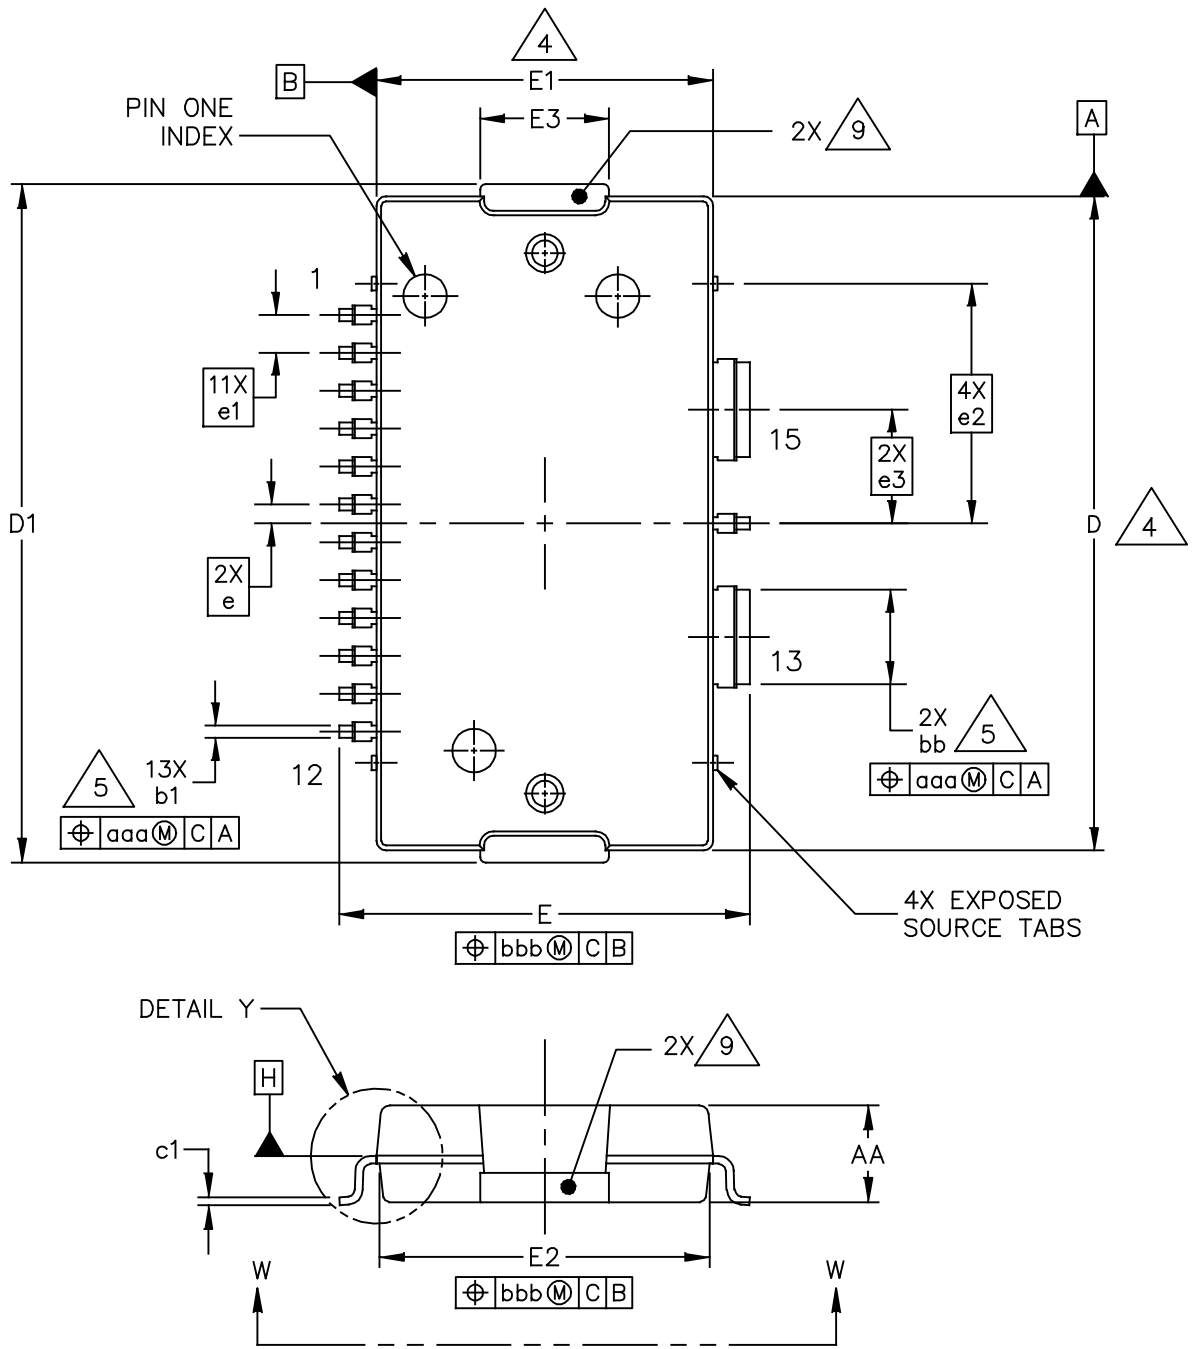 4
B
E1
PIN ONE
INDEX
E3
2X 9
A
1
11X
e1
4X
e2
15
2X
e3
D1
D 4
2X
e
13
2X
bb 5
12
5 13X
b1
⌖ aaa Ⓜ C A
⌖ aaa Ⓜ C A
4X EXPOSED
SOURCE TABS
E
⌖ bbb Ⓜ C B
DETAIL Y
2X 9
H
c1
AA
E2
W
W
⌖ bbb Ⓜ C B